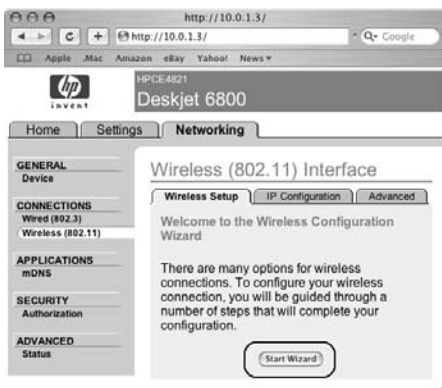 http://10.0.1.3/
http://10.0.1.3/
Q- Google
Apple .Mac Amazon eBay Yahoo! News
hp
invent
HPCE4821
Deskjet 6800
Home Settings Networking
GENERAL
Device
CONNECTIONS
Wired (802.3)
Wireless (802.11)
APPLICATIONS
mDNS
SECURITY
Authorization
ADVANCED
Status
Wireless (802.11) Interface
Wireless Setup IP Configuration Advanced
Welcome to the Wireless Configuration
Wizard
There are many options for wireless
connections. To configure your wireless
connection, you will be guided through a
number of steps that will complete your
configuration.
Start Wizard